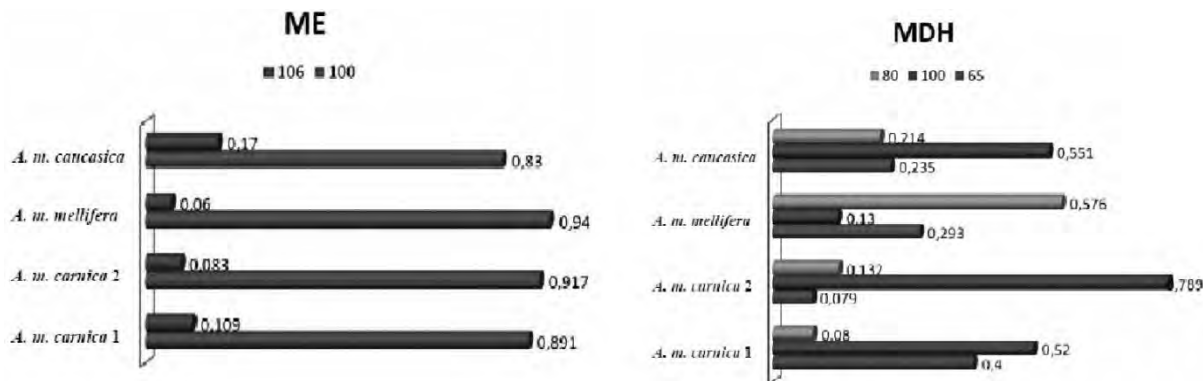 ME
106 100
A. m. caucasica
0,17
0,83
A. m. mellifera
0,06
0,94
A. m. carnica 2
0,083
0,917
A. m. carnica 1
0,109
0,891
MDH
80 100 65
A. m. caucasica
0,214
0,551
0,235
A. m. mellifera
0,576
0,13
0,293
A. m. carnica 2
0,132
0,789
0,079
A. m. carnica 1
0,08
0,52
0,4